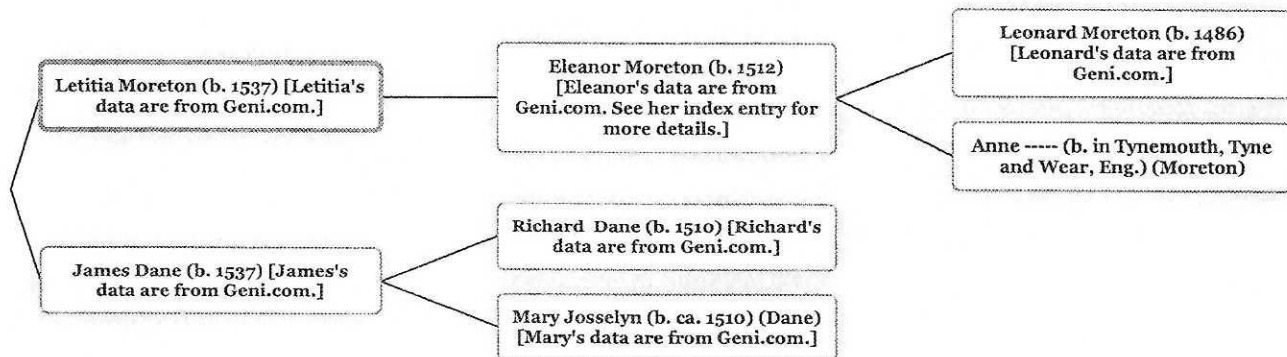 Letitia Moreton (b. 1537) [Letitia's
data are from Geni.com.]
Eleanor Moreton (b. 1512)
[Eleanor's data are from
Geni.com. See her index entry for
more details.]
Leonard Moreton (b. 1486)
[Leonard's data are from
Geni.com.]
Anne ----- (b. in Tynemouth, Tyne
and Wear, Eng.) (Moreton)
James Dane (b. 1537) [James's
data are from Geni.com.]
Richard Dane (b. 1510) [Richard's
data are from Geni.com.]
Mary Josselyn (b. ca. 1510) (Dane)
[Mary's data are from Geni.com.]